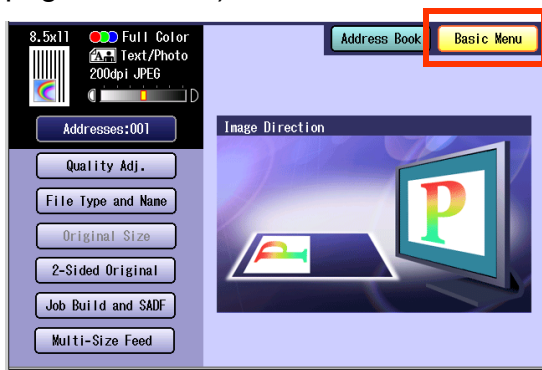 8.5x11 Full Color
Text/Photo
200dpi JPEG
D
Addresses:001
Quality Adj.
File Type and Name
Original Size
2-Sided Original
Job Build and SADF
Multi-Size Feed
Address Book Basic Menu
Image Direction
P
P